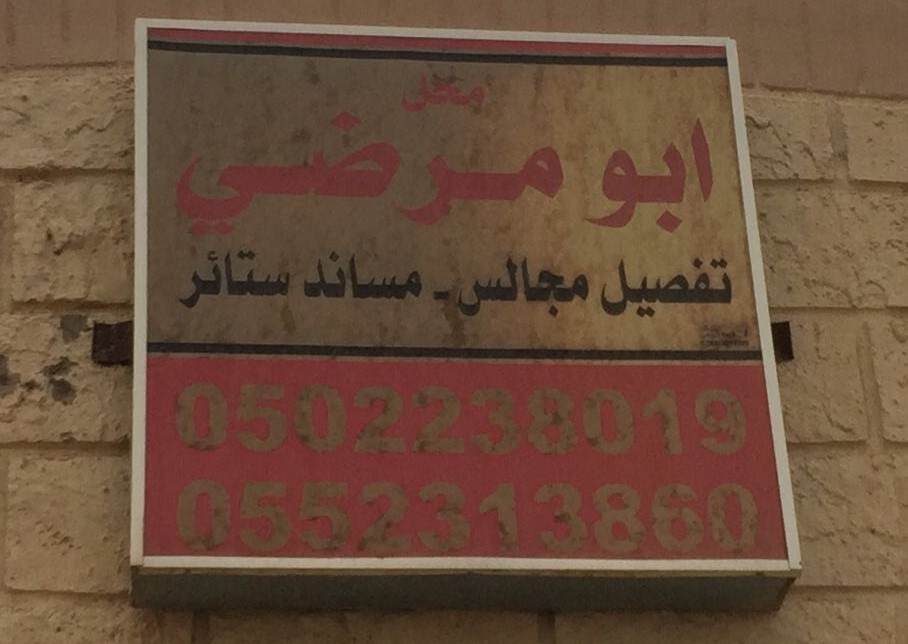 محل
ابو مرضي
تفصيل مجالس - مساند ستائر
0502238019
0552313860